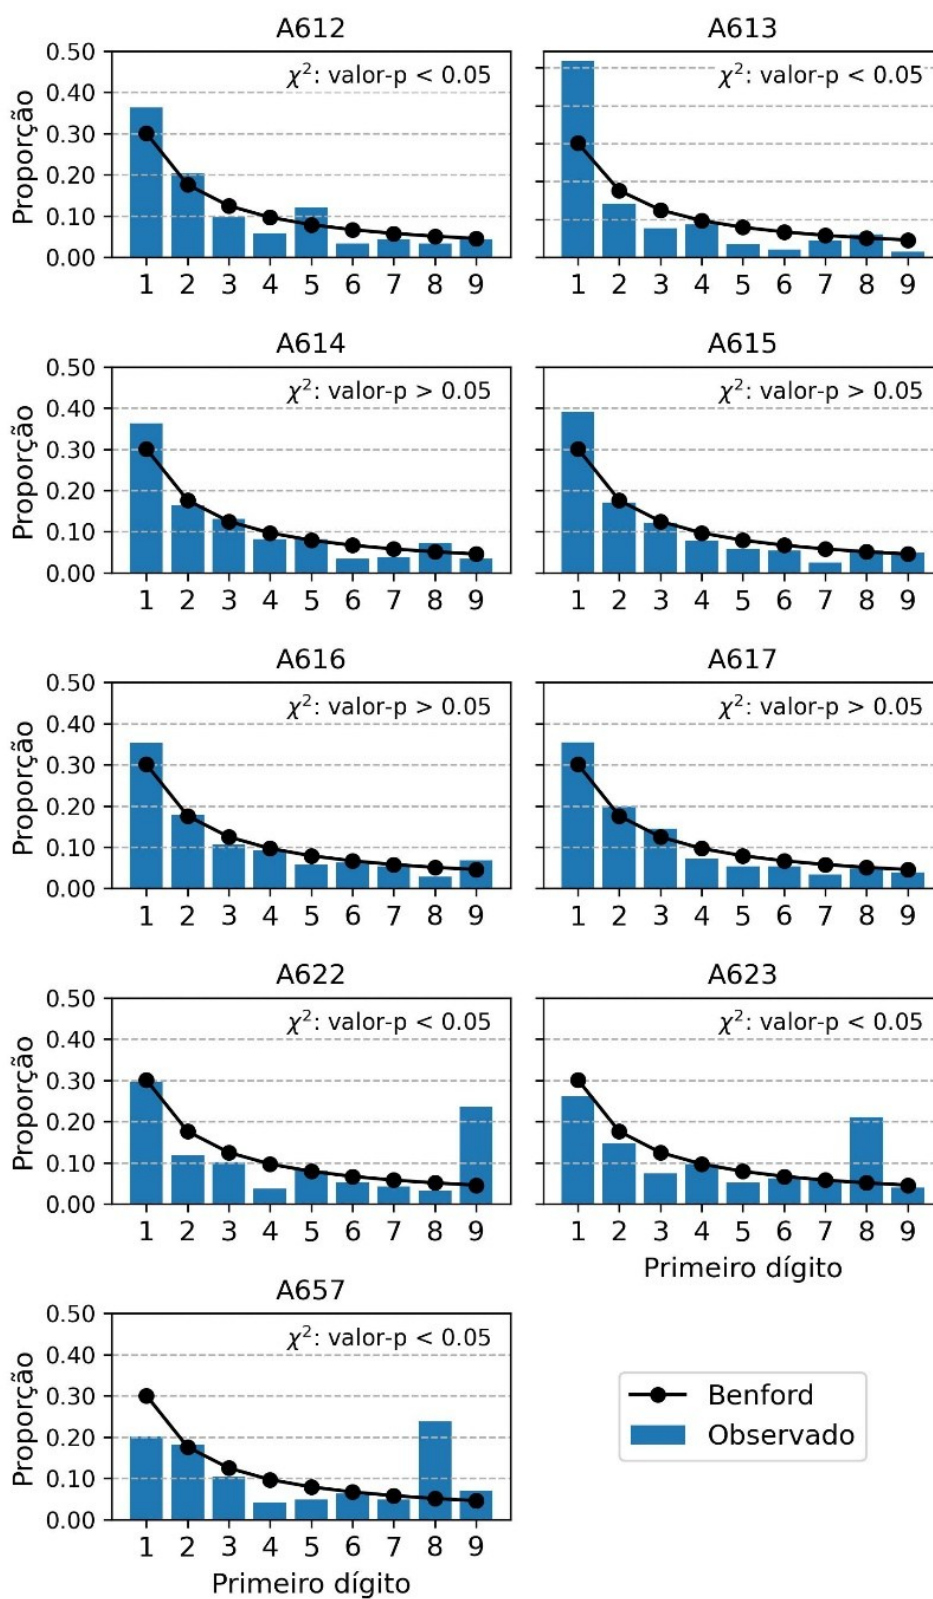 A612
χ²: valor-p < 0.05
Proporção
0.50
0.40
0.30
0.20
0.10
0.00
1 2 3 4 5 6 7 8 9
A613
χ²: valor-p < 0.05
1 2 3 4 5 6 7 8 9
A614
χ²: valor-p > 0.05
Proporção
0.50
0.40
0.30
0.20
0.10
0.00
1 2 3 4 5 6 7 8 9
A615
χ²: valor-p > 0.05
1 2 3 4 5 6 7 8 9
A616
χ²: valor-p > 0.05
Proporção
0.50
0.40
0.30
0.20
0.10
0.00
1 2 3 4 5 6 7 8 9
A617
χ²: valor-p > 0.05
1 2 3 4 5 6 7 8 9
A622
χ²: valor-p < 0.05
Proporção
0.50
0.40
0.30
0.20
0.10
0.00
1 2 3 4 5 6 7 8 9
A623
χ²: valor-p < 0.05
1 2 3 4 5 6 7 8 9
Primeiro dígito
A657
χ²: valor-p < 0.05
Proporção
0.50
0.40
0.30
0.20
0.10
0.00
1 2 3 4 5 6 7 8 9
Primeiro dígito
Benford
Observado